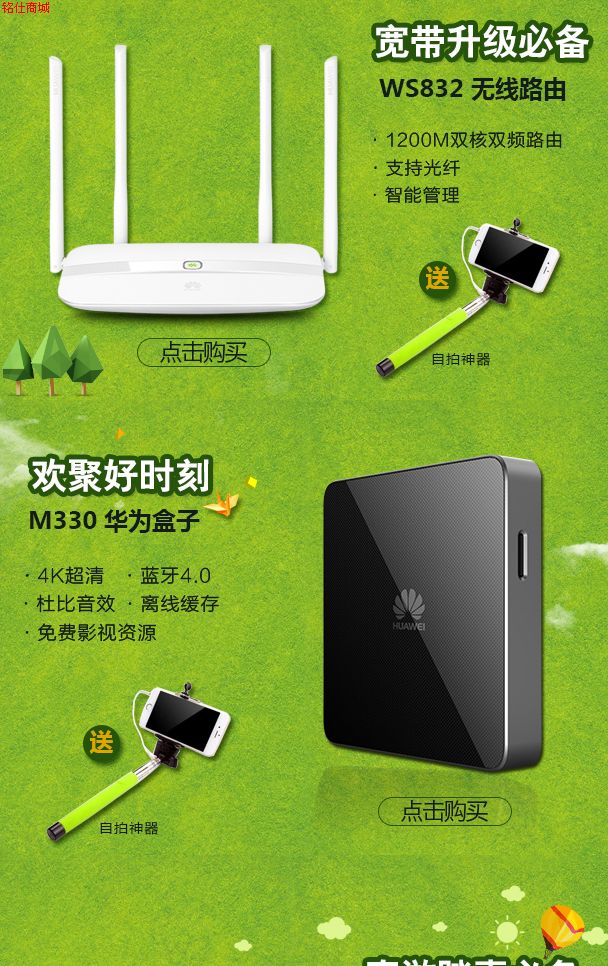 铭仕商城
宽带升级必备
WS832 无线路由
· 1200M双核双频路由
· 支持光纤
· 智能管理
送
点击购买
自拍神器
欢聚好时刻
M330 华为盒子
· 4K超清 · 蓝牙4.0
· 杜比音效 · 离线缓存
· 免费影视资源
HUAWEI
送
自拍神器
点击购买